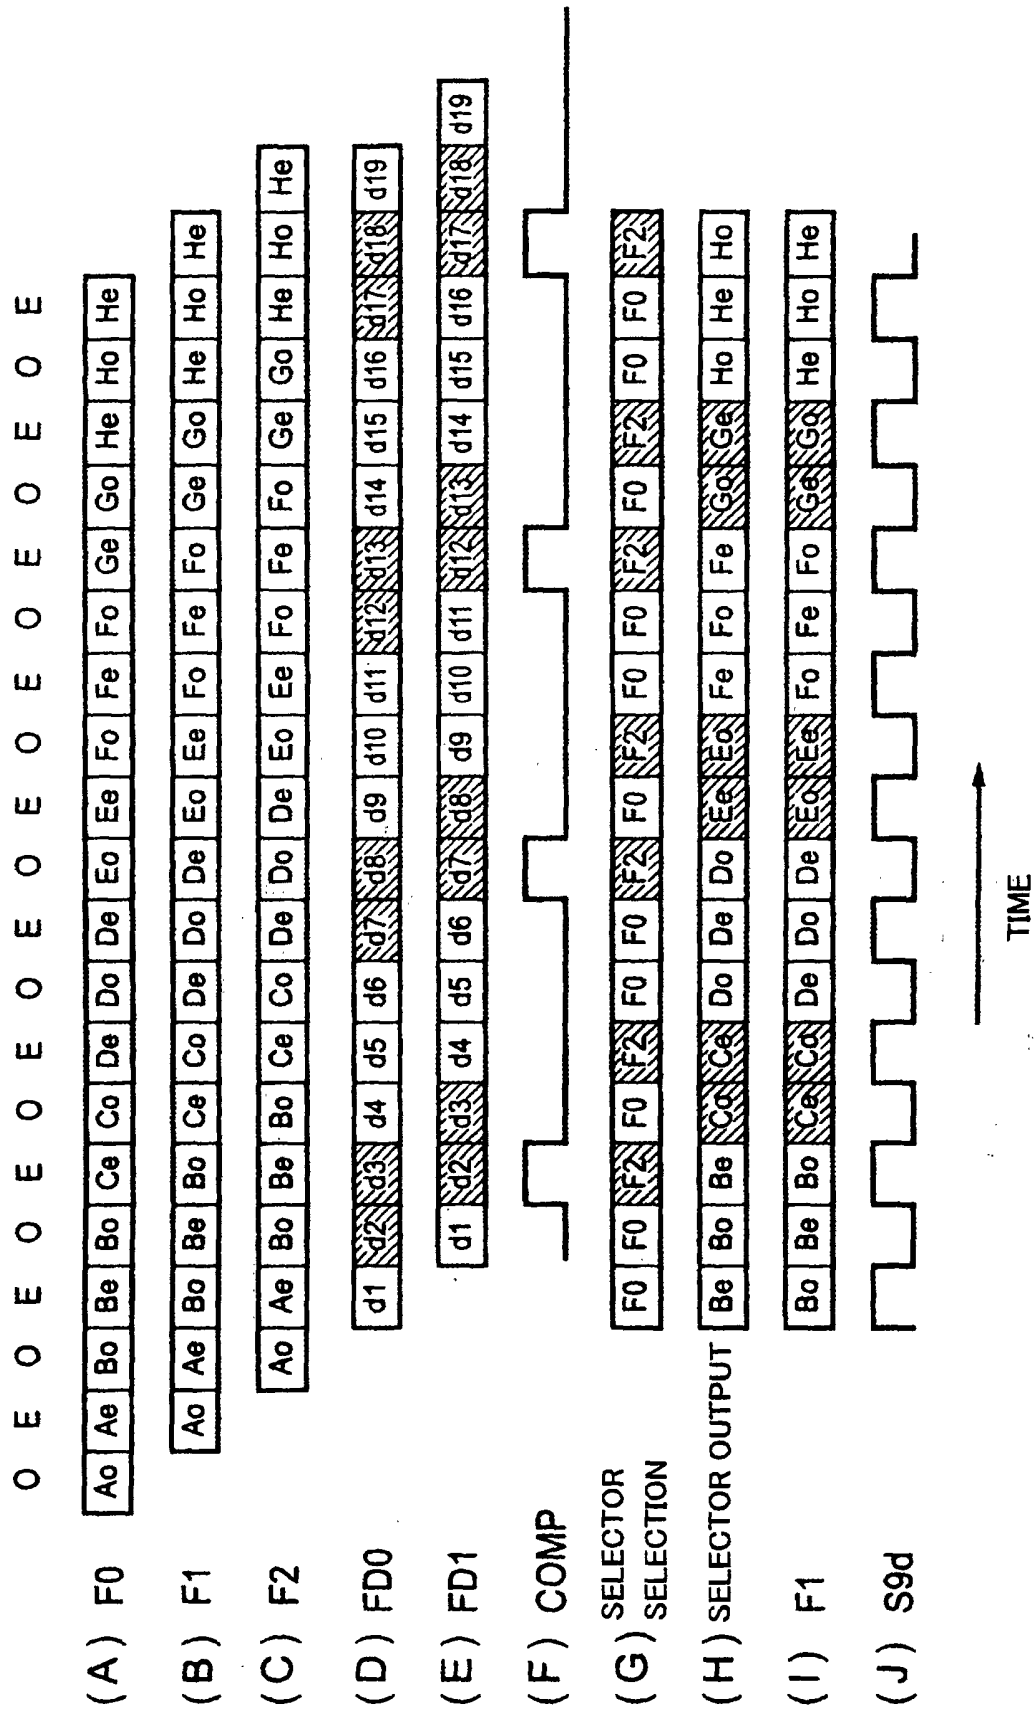 O E O E O E O E O E O E O E O E O E O E
(A) F0 Ao Ae Bo Be Bo Ce Co De Do De Eo Ee Fo Fe Fo Ge Go He Ho He
(B) F1 Ao Ae Bo Be Bo Ce Co De Do De Eo Ee Fo Fe Fo Ge Go He Ho He
(C) F2 Ao Ae Bo Be Bo Ce Co De Do De Eo Ee Fo Fe Fo Ge Go He Ho He
(D) FD0 d1 d2 d3 d4 d5 d6 d7 d8 d9 d10 d11 d12 d13 d14 d15 d16 d17 d18 d19
(E) FD1 d1 d2 d3 d4 d5 d6 d7 d8 d9 d10 d11 d12 d13 d14 d15 d16 d17 d18 d19
(F) COMP
(G) SELECTOR SELECTION F0 F0 F2 F0 F2 F0 F0 F2 F0 F2 F0 F0 F2 F0 F2 F0 F0 F2
(H) SELECTOR OUTPUT Be Bo Be Co Ce Do De Do Ee Eo Fe Fo Fe Go Ge Ho He Ho
(I) F1 Bo Be Bo Ce Co De Do De Eo Ee Fo Fe Fo Ge Go He Ho He
(J) S9d
TIME